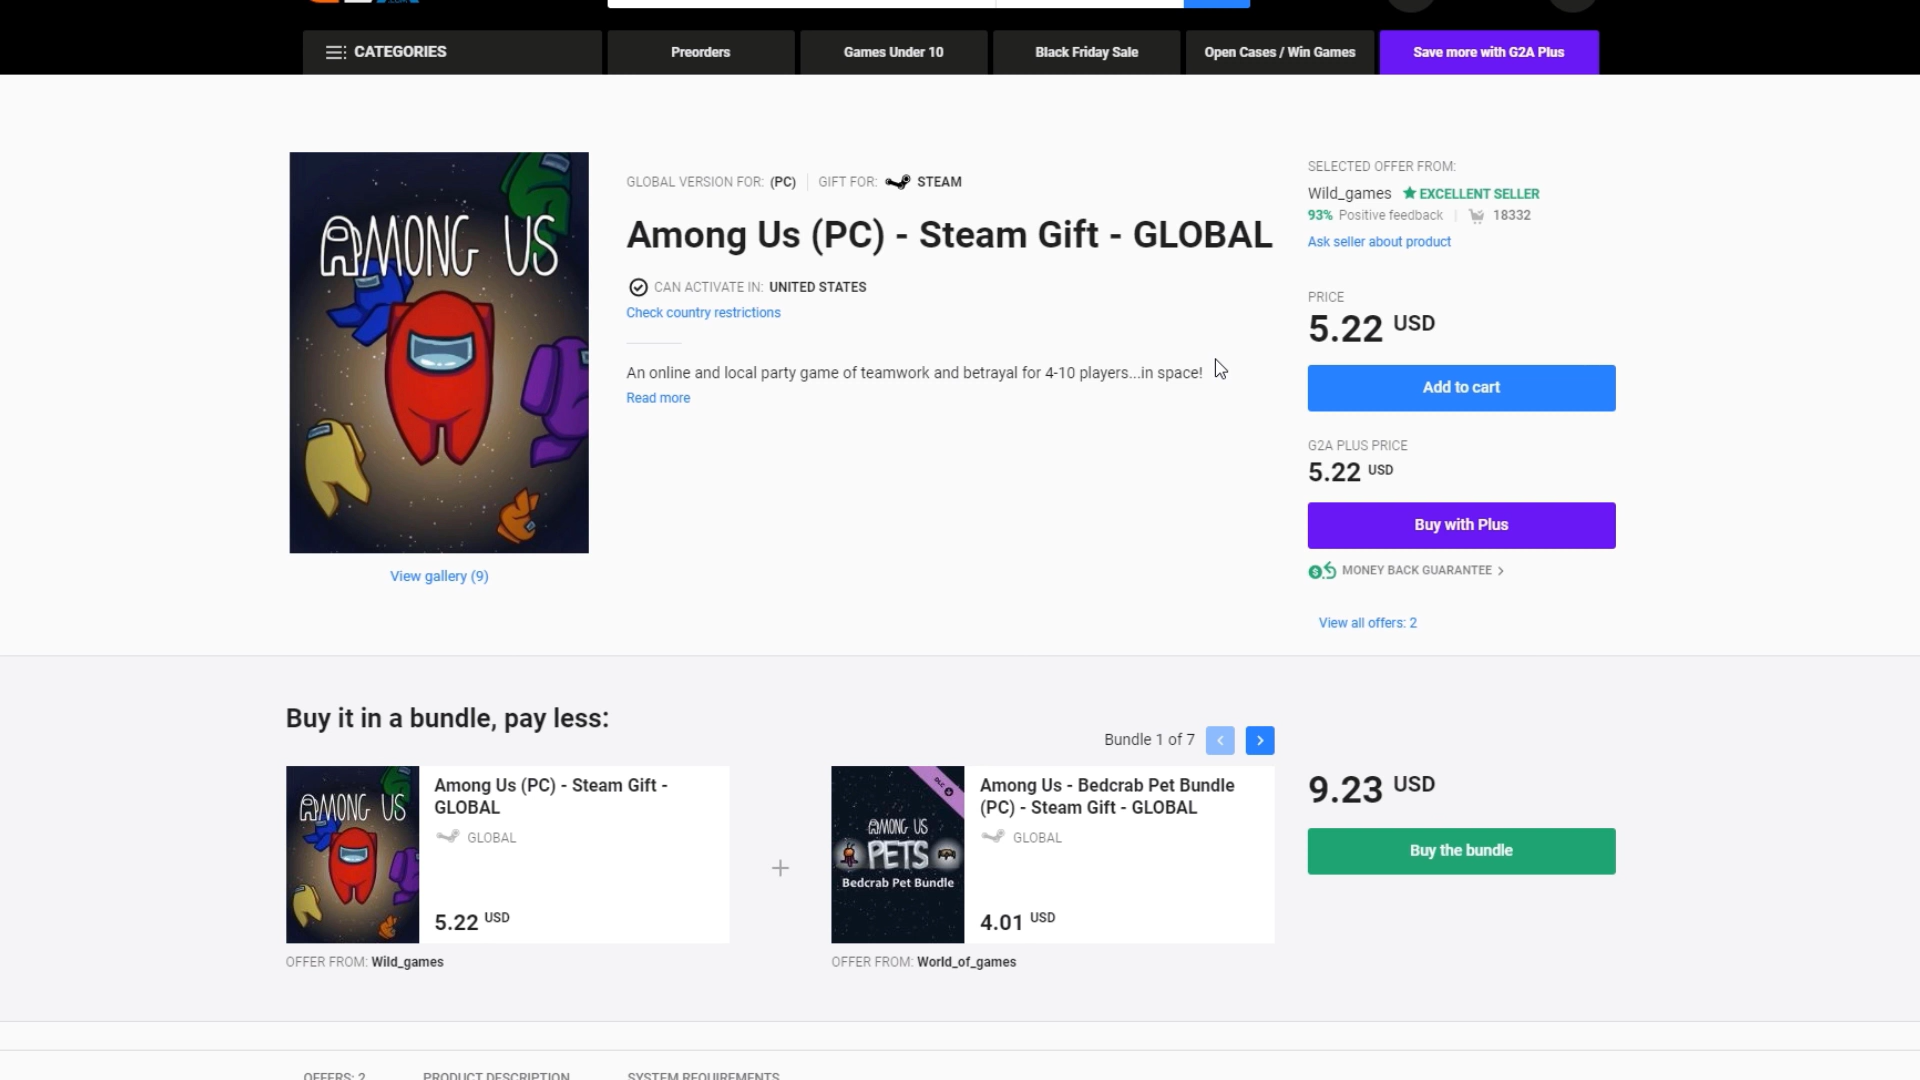 CATEGORIES
Preorders
Games Under 10
Black Friday Sale
Open Cases / Win Games
Save more with G2A Plus
AMONG US
View gallery (9)
GLOBAL VERSION FOR: (PC) GIFT FOR: STEAM
Among Us (PC) - Steam Gift - GLOBAL
CAN ACTIVATE IN: UNITED STATES
Check country restrictions
An online and local party game of teamwork and betrayal for 4-10 players...in space!
Read more
SELECTED OFFER FROM:
Wild_games EXCELLENT SELLER
93% Positive feedback 18332
Ask seller about product
PRICE
5.22 USD
Add to cart
G2A PLUS PRICE
5.22 USD
Buy with Plus
MONEY BACK GUARANTEE
View all offers: 2
Buy it in a bundle, pay less:
Bundle 1 of 7
AMONG US
Among Us (PC) - Steam Gift -
GLOBAL
GLOBAL
5.22 USD
OFFER FROM: Wild_games
+
DLC
AMONG US
PETS
Bedcrab Pet Bundle
Among Us - Bedcrab Pet Bundle
(PC) - Steam Gift - GLOBAL
GLOBAL
4.01 USD
OFFER FROM: World_of_games
9.23 USD
Buy the bundle
OFFERS: 2
PRODUCT DESCRIPTION
SYSTEM REQUIREMENTS